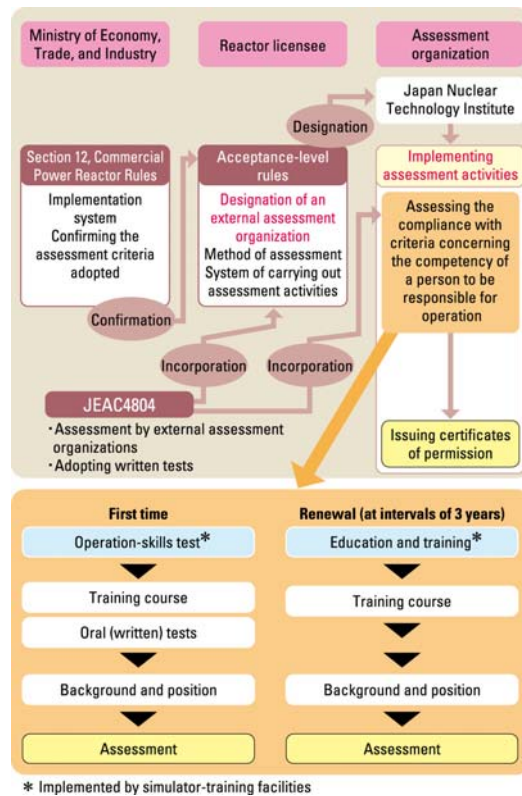 Ministry of Economy,
Trade, and Industry
Reactor licensee
Assessment
organization
Japan Nuclear
Technology Institute
Designation
Section 12, Commercial
Power Reactor Rules
Implementation
system
Confirming the
assessment criteria
adopted
Acceptance-level
rules
Designation of an
external assessment
organization
Method of assessment
System of carrying out
assessment activities
Implementing
assessment activities
Assessing the
compliance with
criteria concerning
the competency of
a person to be
responsible for
operation
Confirmation
Incorporation
Incorporation
JEAC4804
・Assessment by external assessment
organizations
・Adopting written tests
Issuing certificates
of permission
First time
Operation-skills test*
Training course
Oral (written) tests
Background and position
Assessment
Renewal (at intervals of 3 years)
Education and training*
Training course
Background and position
Assessment
* Implemented by simulator-training facilities